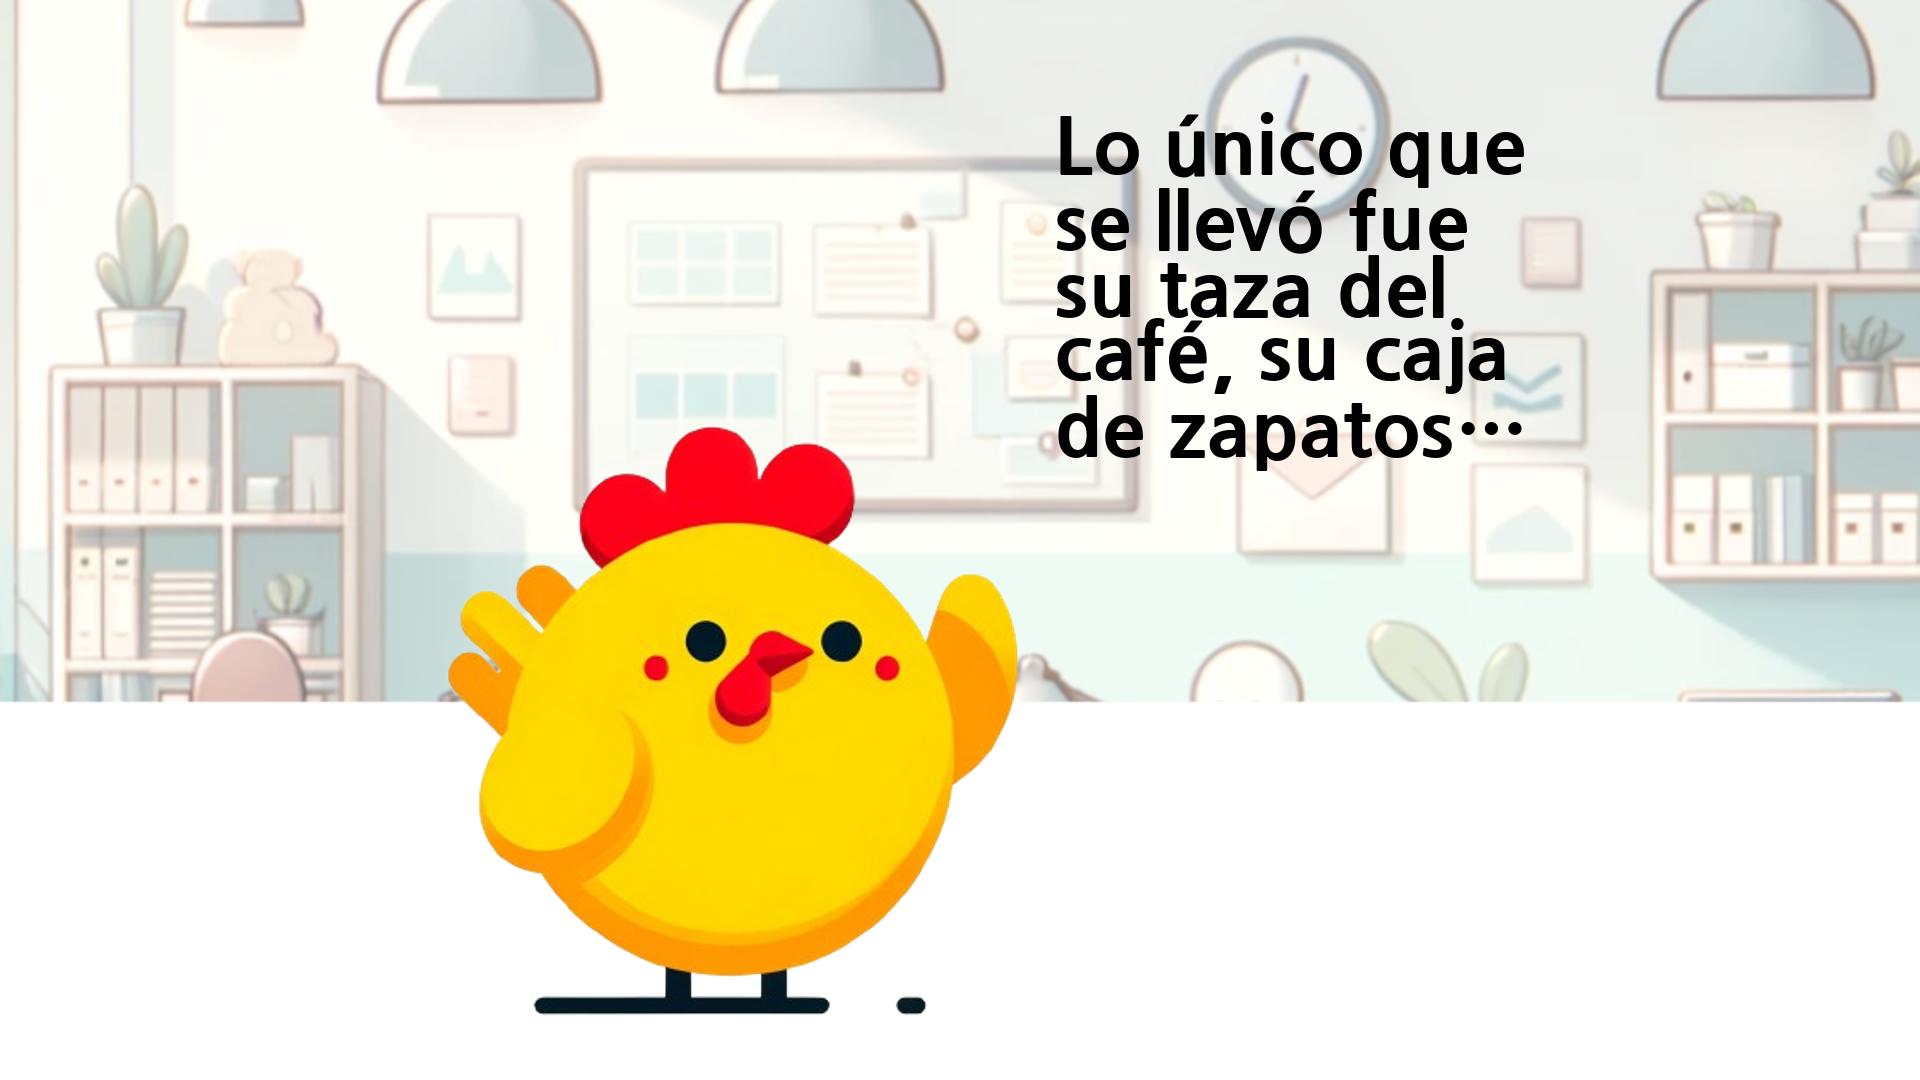 Lo único que
se llevó fue
su taza del
café, su caja
de zapatos…